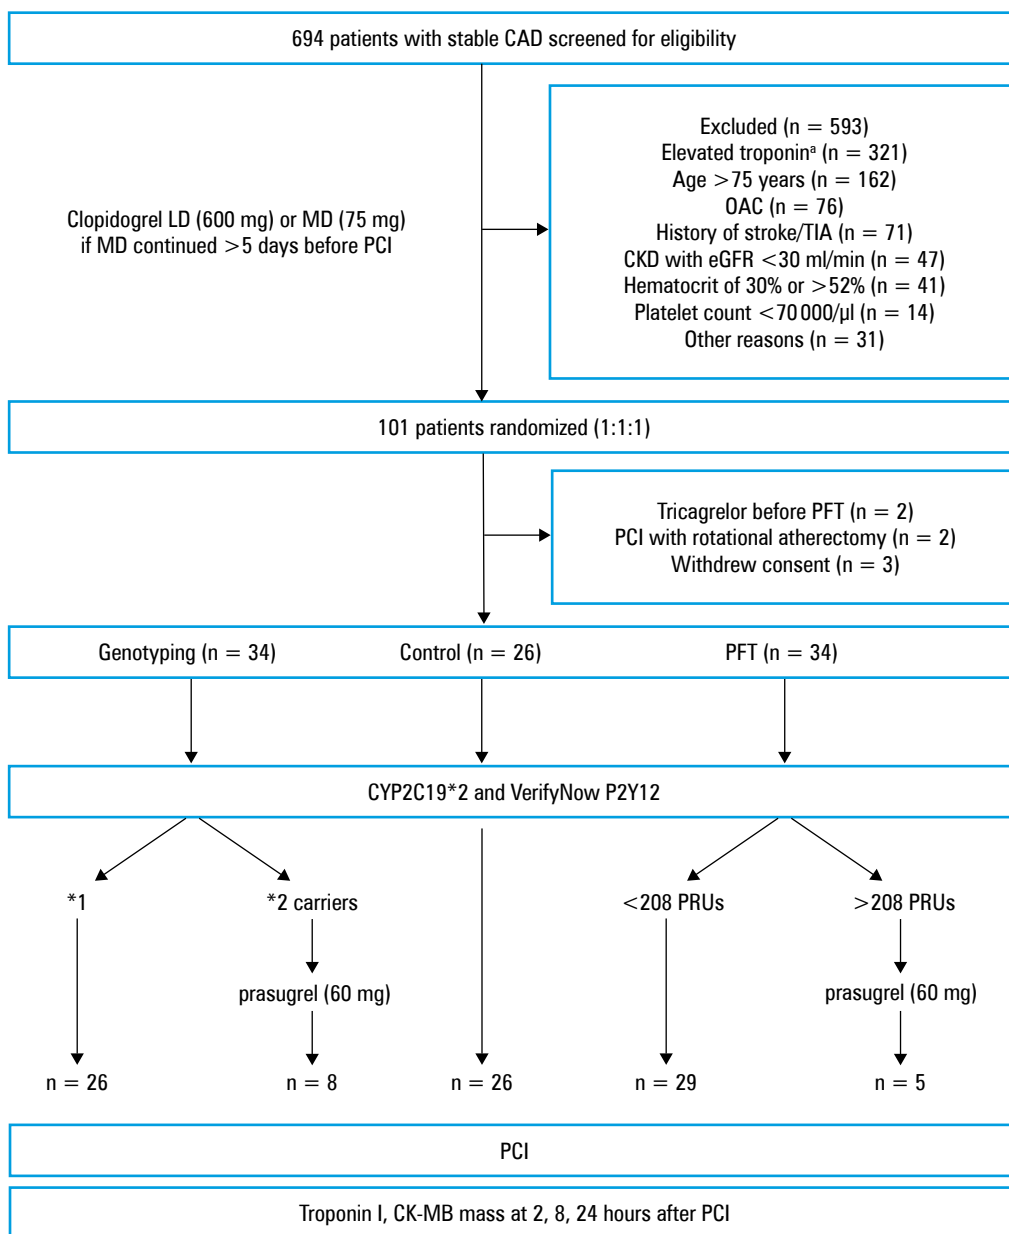 694 patients with stable CAD screened for eligibility
Excluded (n = 593)
Elevated troponinª (n = 321)
Age >75 years (n = 162)
OAC (n = 76)
History of stroke/TIA (n = 71)
CKD with eGFR <30 ml/min (n = 47)
Hematocrit of 30% or >52% (n = 41)
Platelet count <70 000/µl (n = 14)
Other reasons (n = 31)
Clopidogrel LD (600 mg) or MD (75 mg)
if MD continued >5 days before PCI
101 patients randomized (1:1:1)
Tricagrelor before PFT (n = 2)
PCI with rotational atherectomy (n = 2)
Withdrew consent (n = 3)
Genotyping (n = 34) Control (n = 26) PFT (n = 34)
CYP2C19*2 and VerifyNow P2Y12
*1 *2 carriers <208 PRUs >208 PRUs
prasugrel (60 mg) prasugrel (60 mg)
n = 26 n = 8 n = 26 n = 29 n = 5
PCI
Troponin I, CK-MB mass at 2, 8, 24 hours after PCI